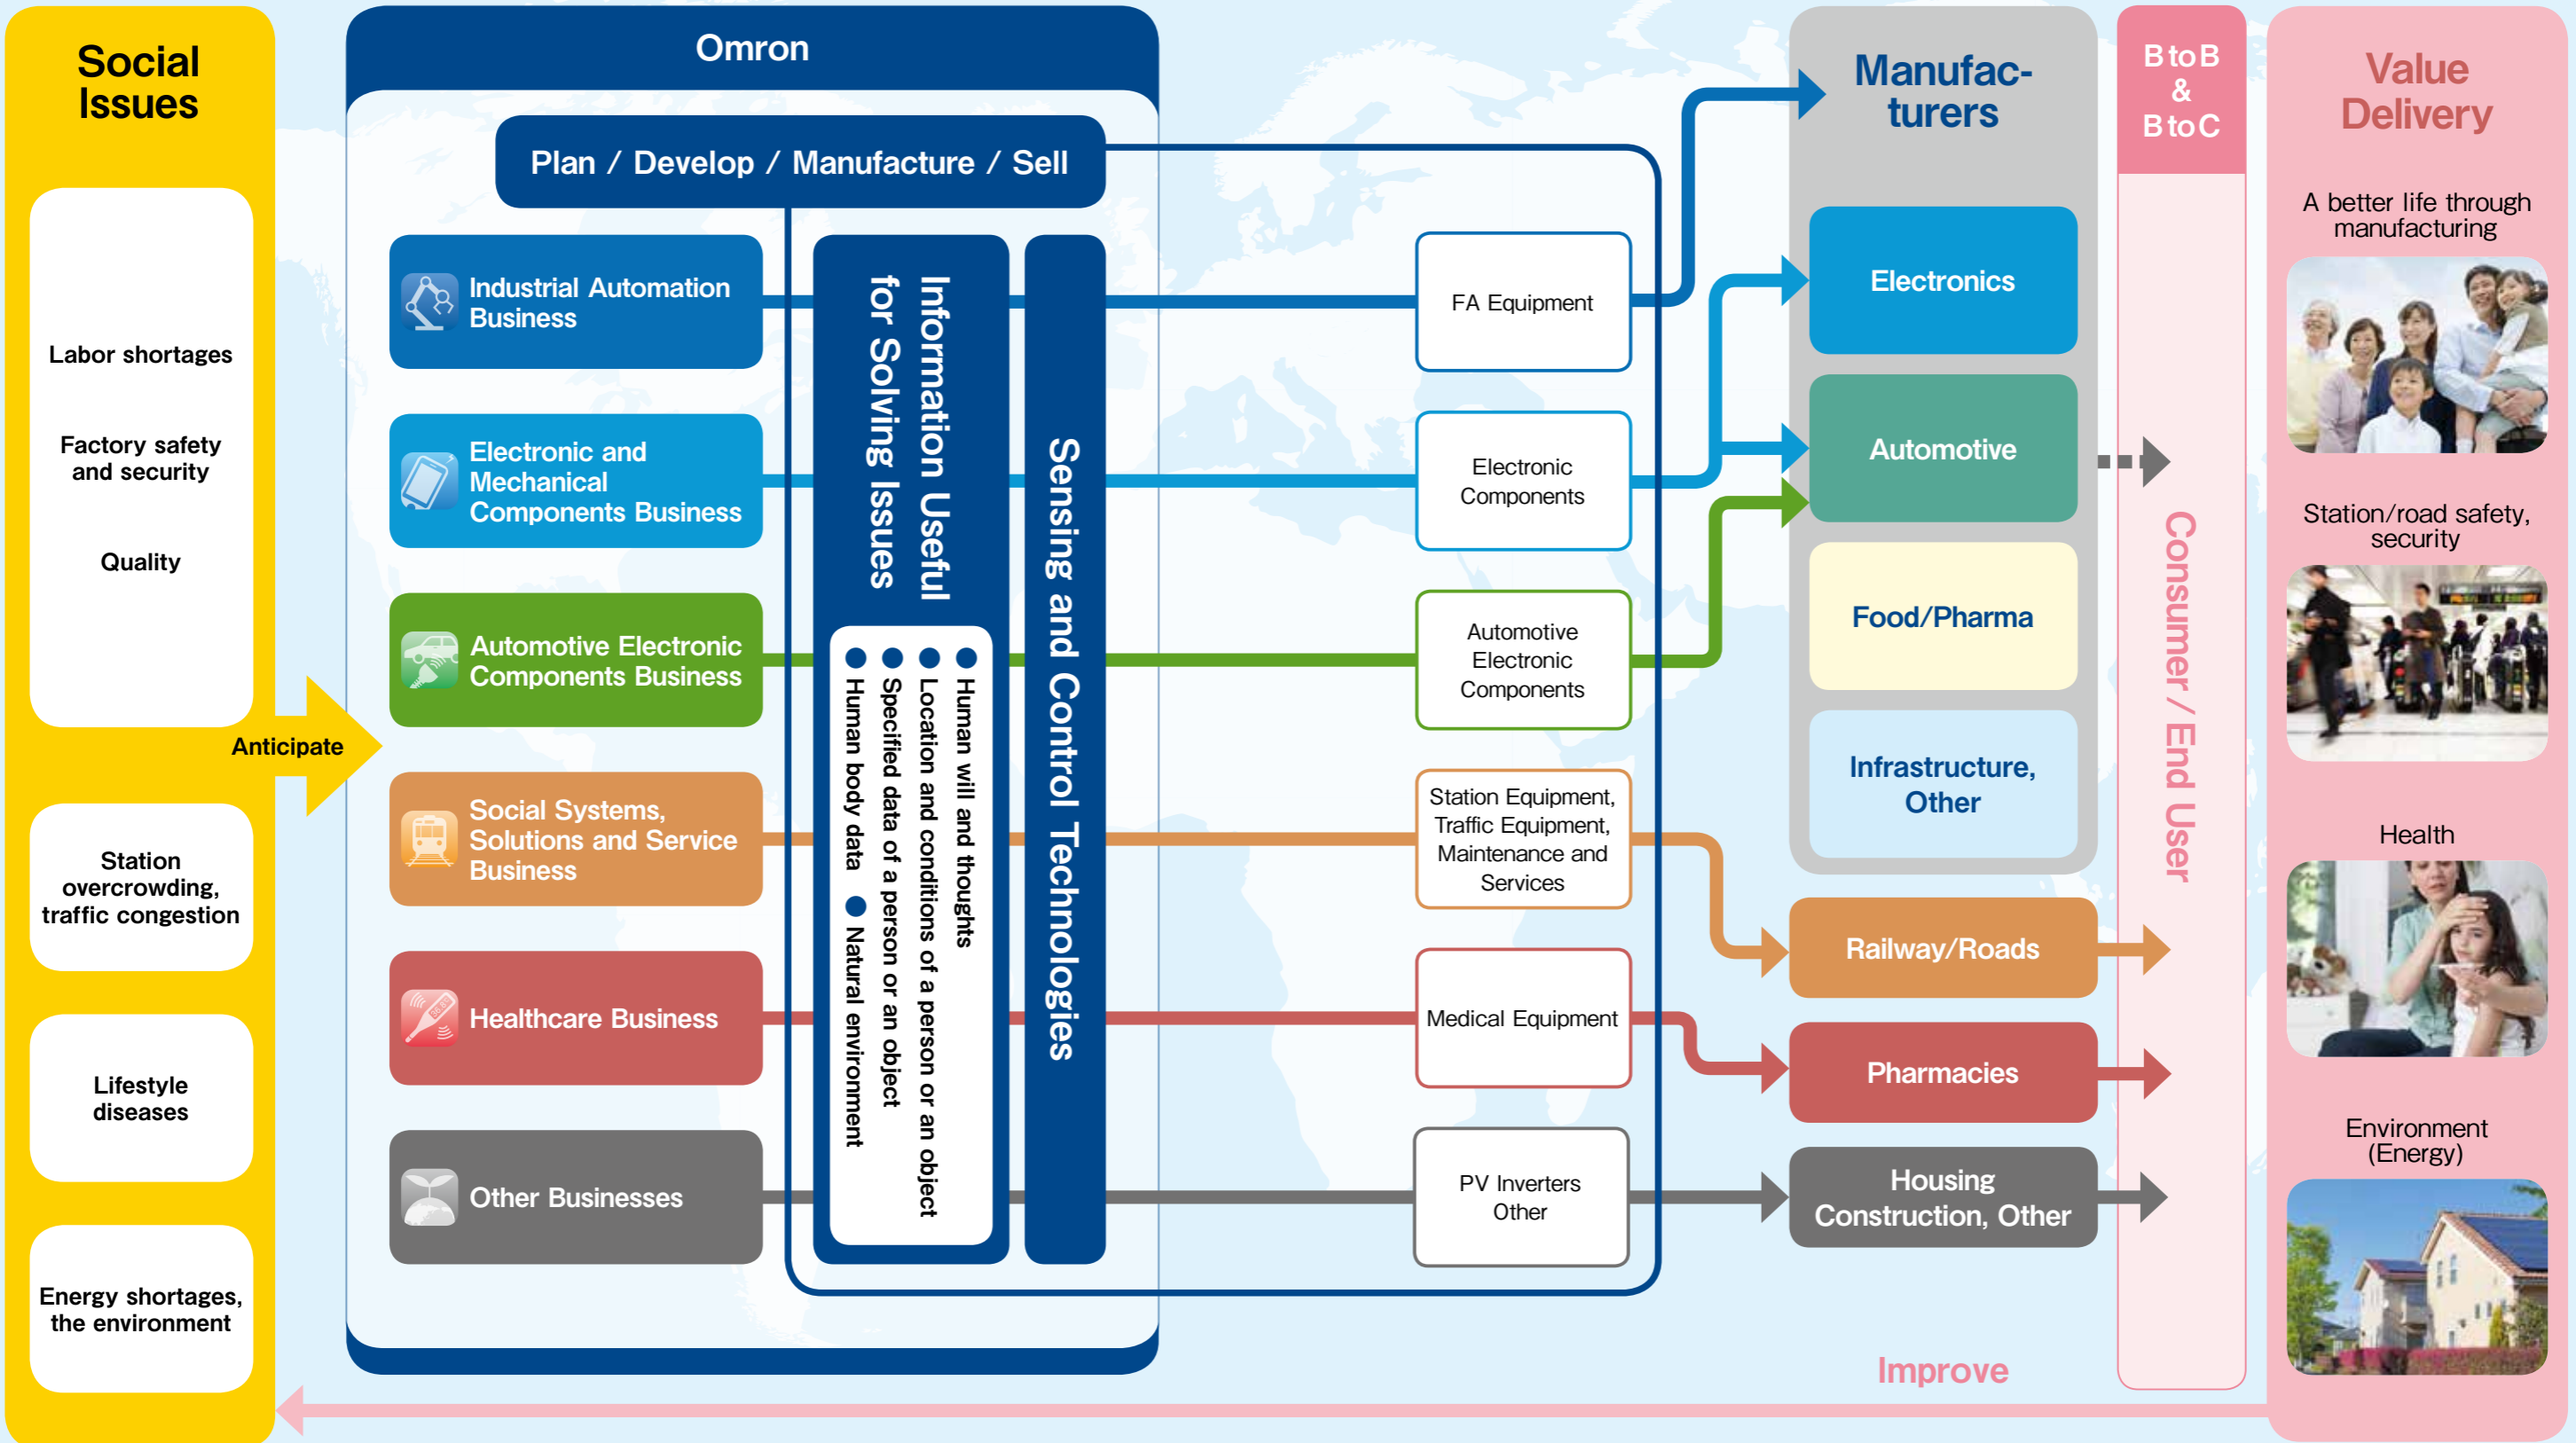 Social
Issues
Labor shortages
Factory safety
and security
Quality
Station
overcrowding,
traffic congestion
Lifestyle
diseases
Energy shortages,
the environment
Anticipate
Omron
Plan / Develop / Manufacture / Sell
Industrial Automation
Business
Electronic and
Mechanical
Components Business
Automotive Electronic
Components Business
Social Systems,
Solutions and Service
Business
Healthcare Business
Other Businesses
Information Useful
for Solving Issues
● Human will and thoughts
● Location and conditions of a person or an object
● Specified data of a person or an object
● Human body data ● Natural environment
Sensing and Control Technologies
FA Equipment
Electronic
Components
Automotive
Electronic
Components
Station Equipment,
Traffic Equipment,
Maintenance and
Services
Medical Equipment
PV Inverters
Other
Manufac-
turers
Electronics
Automotive
Food/Pharma
Infrastructure,
Other
Railway/Roads
Pharmacies
Housing
Construction, Other
B to B
&
B to C
Consumer / End User
Value
Delivery
A better life through
manufacturing
Station/road safety,
security
Health
Environment
(Energy)
Improve